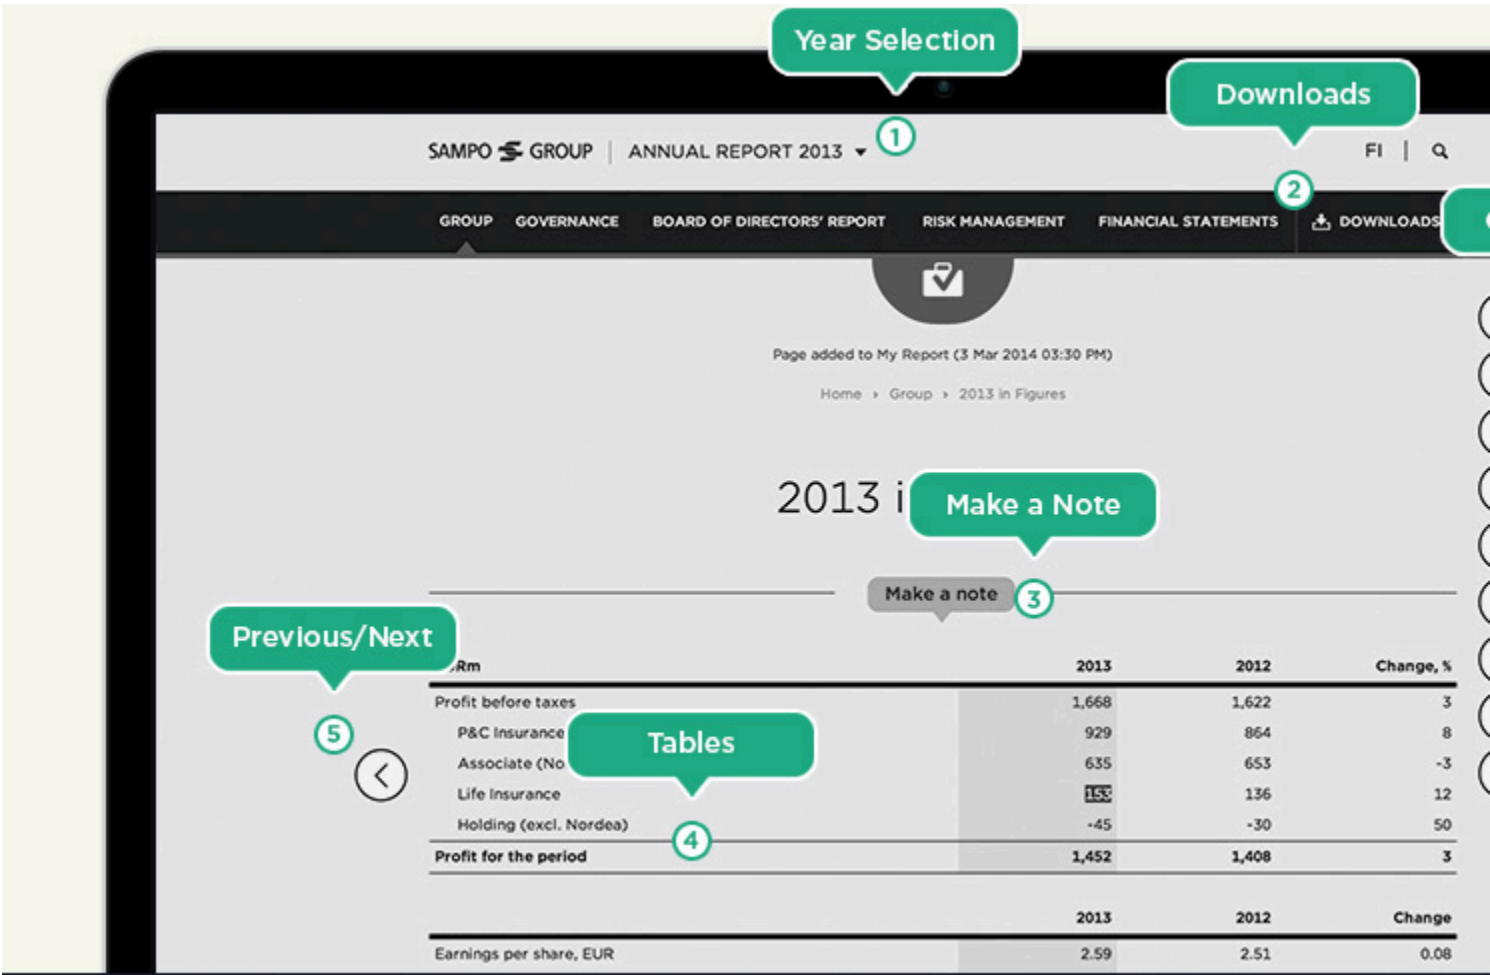 Year Selection
Downloads
1
SAMPO GROUP | ANNUAL REPORT 2013
FI |
2
GROUP GOVERNANCE BOARD OF DIRECTORS' REPORT RISK MANAGEMENT FINANCIAL STATEMENTS DOWNLOADS
Page added to My Report (3 Mar 2014 03:30 PM)
Home › Group › 2013 in Figures
2013 i
Make a Note
Make a note 3
Previous/Next
Rm 2013 2012 Change, %
Profit before taxes 1,668 1,622 3
5
P&C Insurance 929 864 8
Tables
Associate (No 635 653 -3
Life Insurance 153 136 12
Holding (excl. Nordea) -45 -30 50
4
Profit for the period 1,452 1,408 3
2013 2012 Change
Earnings per share, EUR 2.59 2.51 0.08